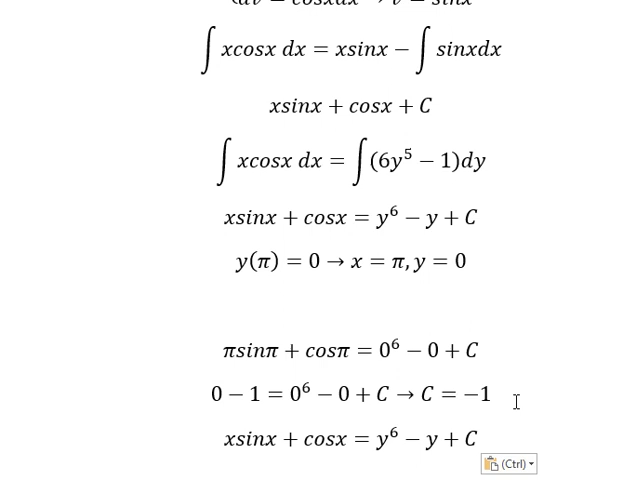 ∫ xcosx dx = xsinx − ∫ sinxdx
xsinx + cosx + C
∫ xcosx dx = ∫ (6y⁵ − 1)dy
xsinx + cosx = y⁶ − y + C
y(π) = 0 → x = π, y = 0
πsinπ + cosπ = 0⁶ − 0 + C
0 − 1 = 0⁶ − 0 + C → C = −1
xsinx + cosx = y⁶ − y + C
(Ctrl)